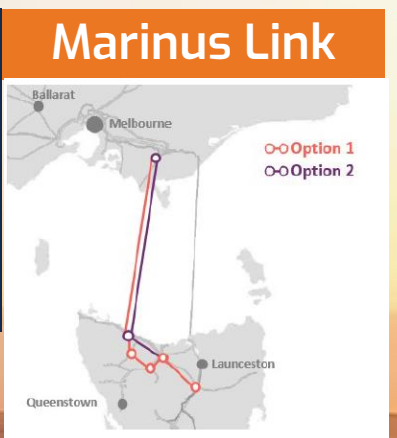 Marinus Link
Ballarat
Melbourne
Option 1
Option 2
Launceston
Queenstown